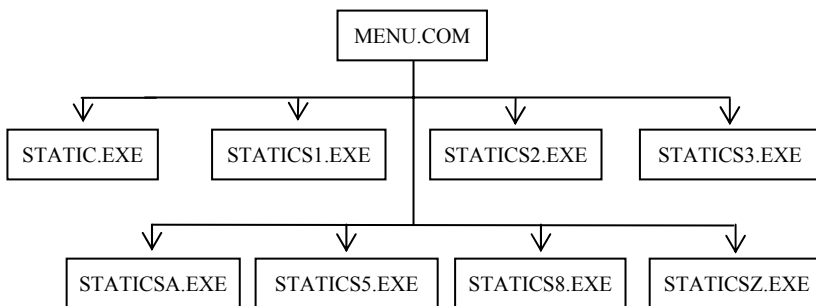 MENU.COM
STATIC.EXE STATICS1.EXE STATICS2.EXE STATICS3.EXE
STATICSA.EXE STATICS5.EXE STATICS8.EXE STATICSZ.EXE